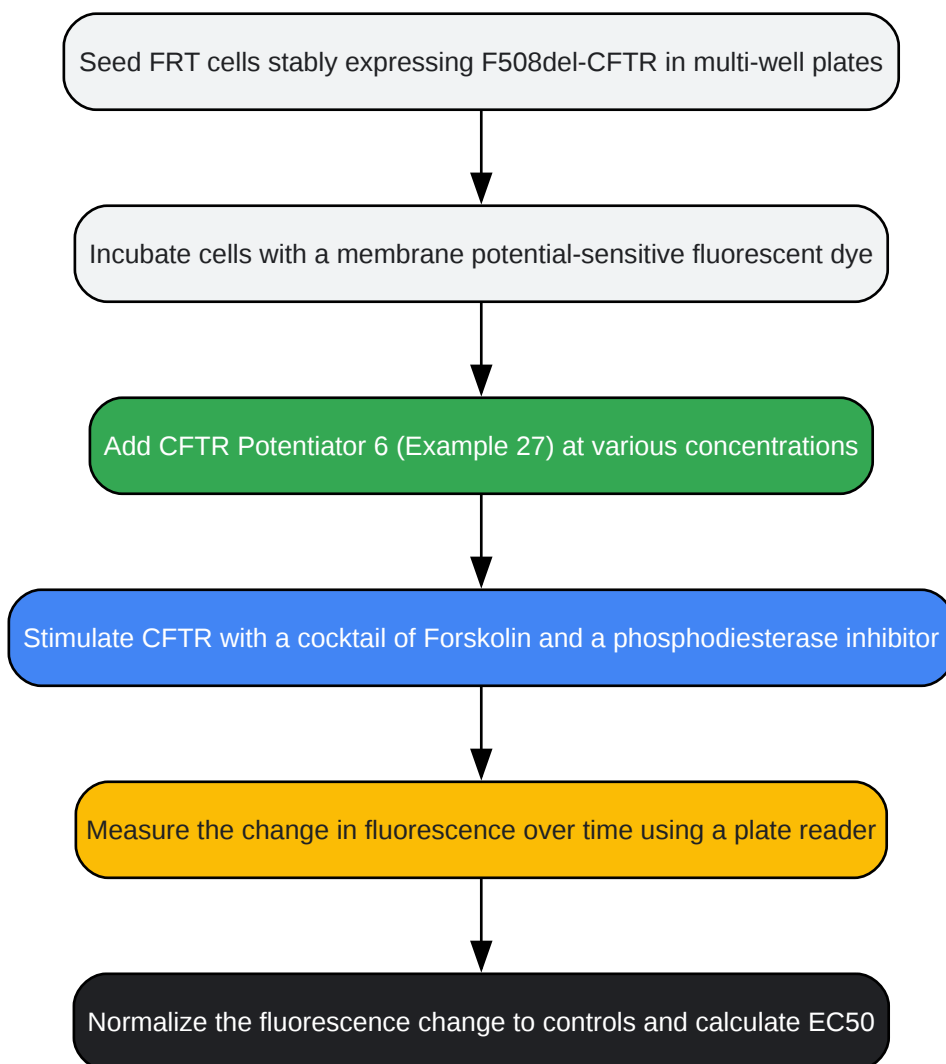 Seed FRT cells stably expressing F508del-CFTR in multi-well plates
Incubate cells with a membrane potential-sensitive fluorescent dye
Add CFTR Potentiator 6 (Example 27) at various concentrations
Stimulate CFTR with a cocktail of Forskolin and a phosphodiesterase inhibitor
Measure the change in fluorescence over time using a plate reader
Normalize the fluorescence change to controls and calculate EC50